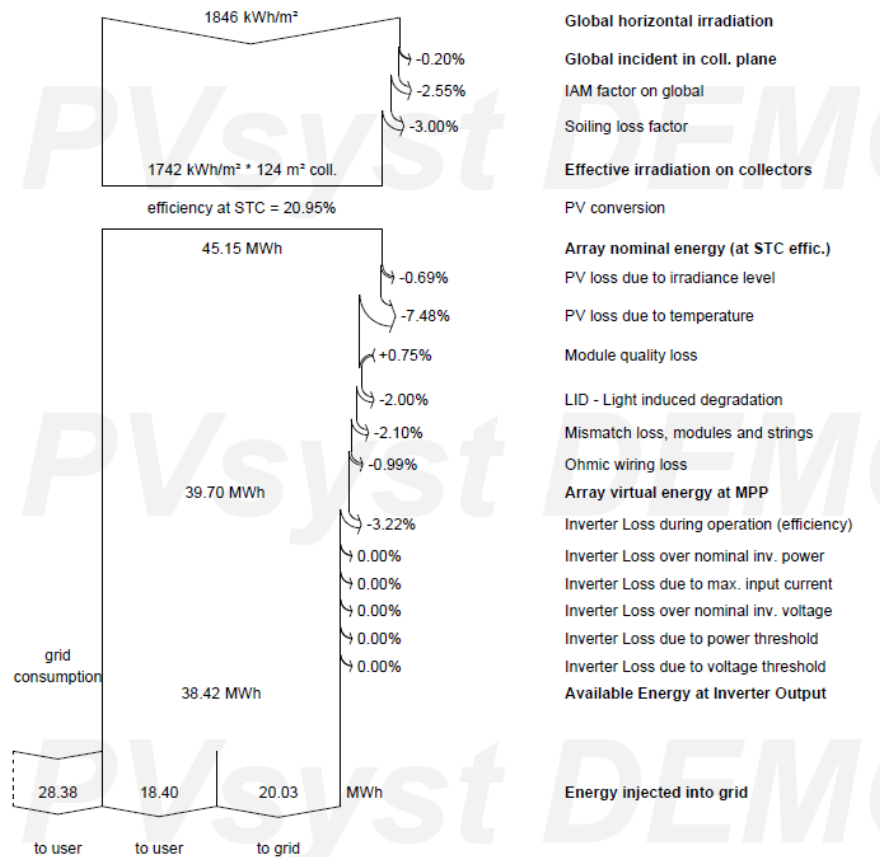 1846 kWh/m² Global horizontal irradiation
-0.20% Global incident in coll. plane
-2.55% IAM factor on global
-3.00% Soiling loss factor
PVsyst DEMO
1742 kWh/m² * 124 m² coll. Effective irradiation on collectors
efficiency at STC = 20.95% PV conversion
45.15 MWh Array nominal energy (at STC effic.)
-0.69% PV loss due to irradiance level
-7.48% PV loss due to temperature
+0.75% Module quality loss
-2.00% LID - Light induced degradation
-2.10% Mismatch loss, modules and strings
-0.99% Ohmic wiring loss
PVsyst DEMO
39.70 MWh Array virtual energy at MPP
-3.22% Inverter Loss during operation (efficiency)
0.00% Inverter Loss over nominal inv. power
0.00% Inverter Loss due to max. input current
0.00% Inverter Loss over nominal inv. voltage
0.00% Inverter Loss due to power threshold
grid
0.00% Inverter Loss due to voltage threshold
consumption
38.42 MWh Available Energy at Inverter Output
PVsyst DEMO
28.38 18.40 20.03 MWh Energy injected into grid
to user to user to grid